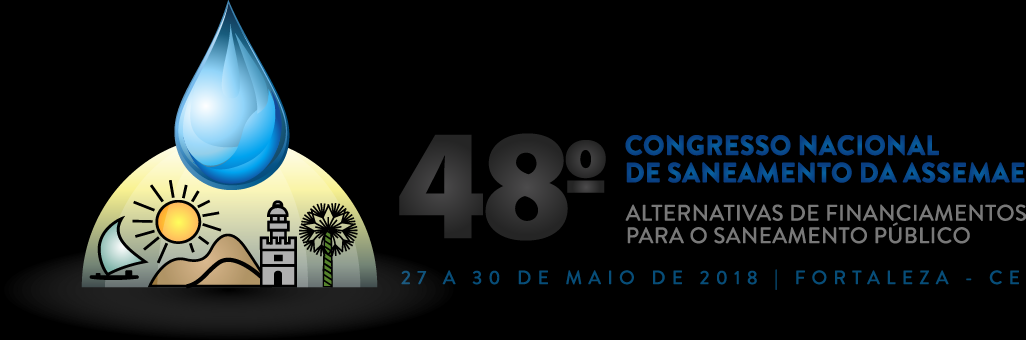 48º
CONGRESSO NACIONAL
DE SANEAMENTO DA ASSEMAE
ALTERNATIVAS DE FINANCIAMENTOS
PARA O SANEAMENTO PÚBLICO
27 A 30 DE MAIO DE 2018 | FORTALEZA - CE